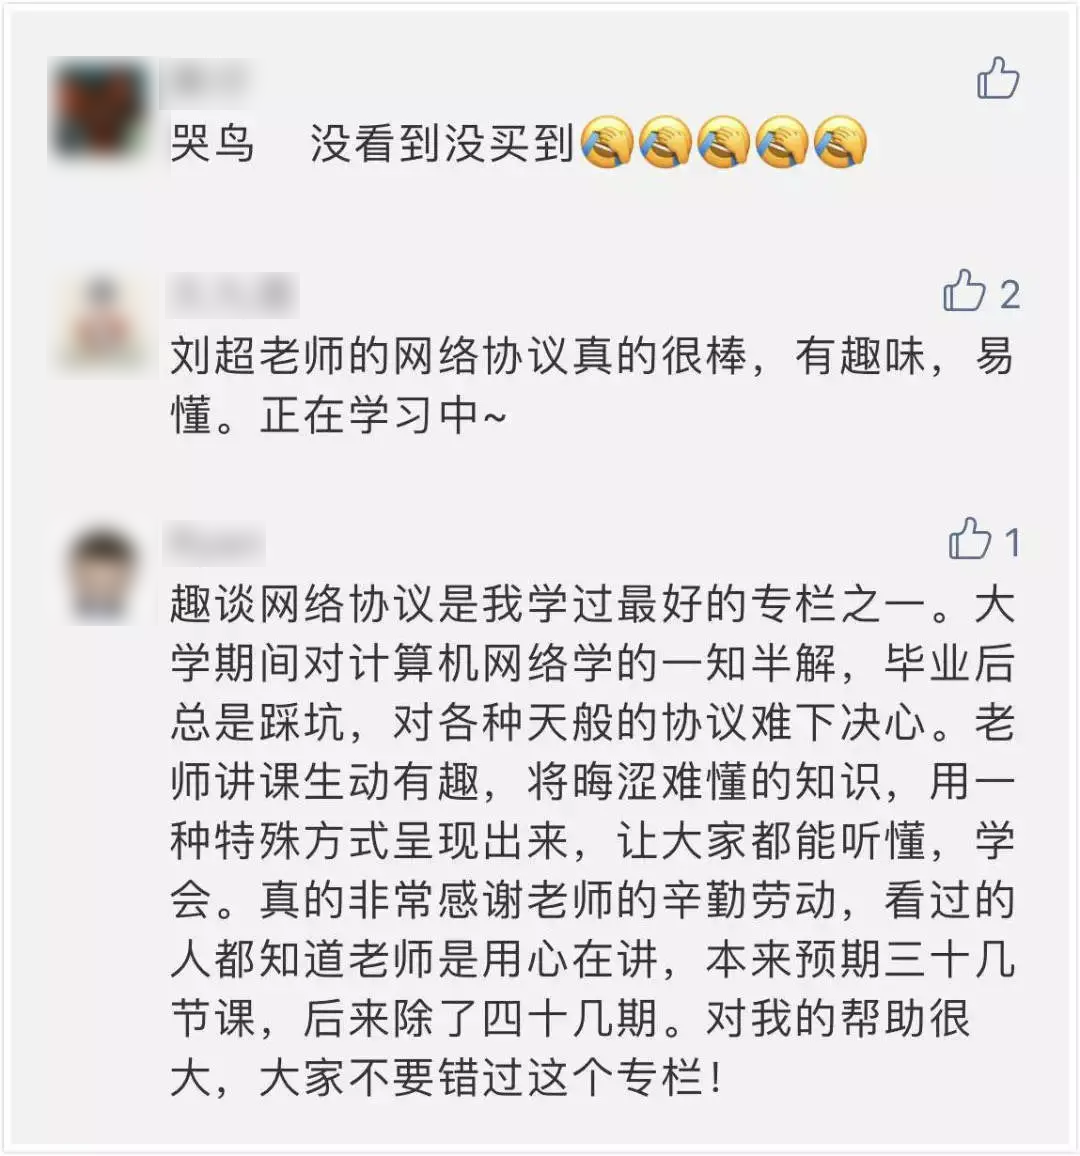 哭鸟 没看到没买到🤦🤦🤦🤦🤦
2
刘超老师的网络协议真的很棒，有趣味，易
懂。正在学习中~
1
趣谈网络协议是我学过最好的专栏之一。大
学期间对计算机网络学的一知半解，毕业后
总是踩坑，对各种天般的协议难下决心。老
师讲课生动有趣，将晦涩难懂的知识，用一
种特殊方式呈现出来，让大家都能听懂，学
会。真的非常感谢老师的辛勤劳动，看过的
人都知道老师是用心在讲，本来预期三十几
节课，后来除了四十几期。对我的帮助很
大，大家不要错过这个专栏！